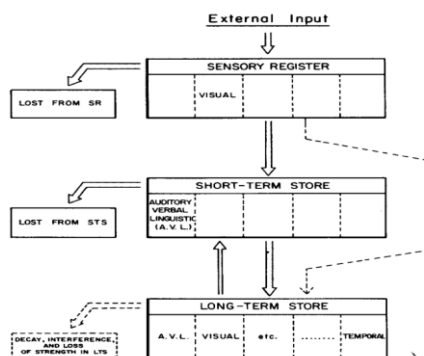 External Input
SENSORY REGISTER
VISUAL
LOST FROM SR
SHORT-TERM STORE
AUDITORY
VERBAL
LINGUISTIC
(A.V.L.)
LOST FROM STS
LONG-TERM STORE
A.V.L. VISUAL etc. ........ TEMPORAL
DECAY, INTERFERENCE,
AND LOSS
OF STRENGTH IN LTS